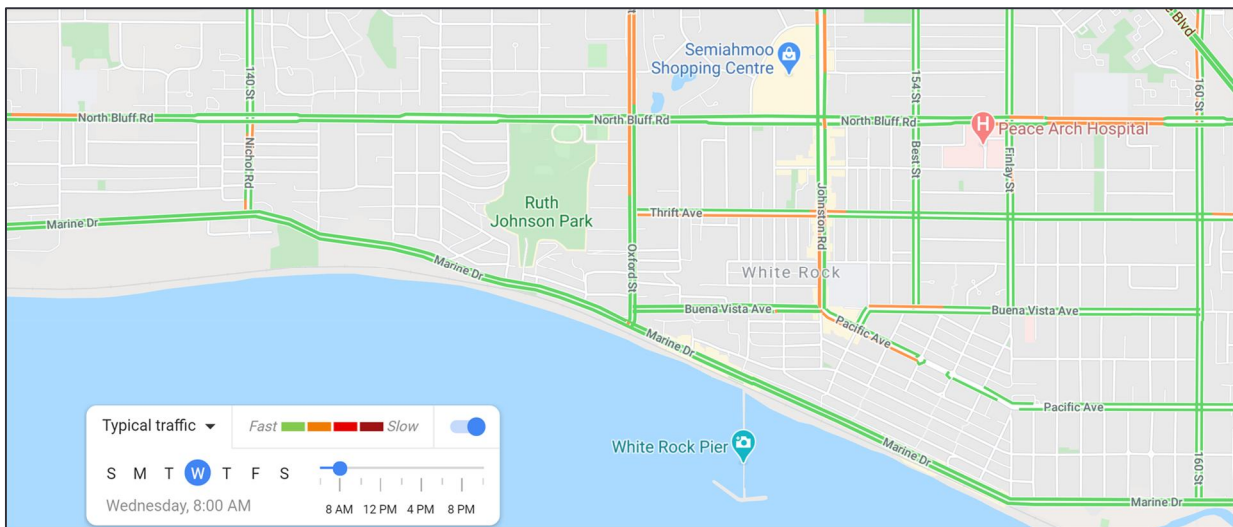 Semiahmoo
Shopping Centre
e Blvd
140 St
154 St
160 St
North Bluff Rd
North Bluff Rd
North Bluff Rd
H
Peace Arch Hospital
Nichol Rd
Best St
Finlay St
Ruth
Johnson Park
Thrift Ave
Johnston Rd
Marine Dr
Marine Dr
Oxford St
White Rock
Buena Vista Ave
Buena Vista Ave
Pacific Ave
Marine Dr
Pacific Ave
White Rock Pier
160 St
Marine Dr
Typical traffic
Fast
Slow
S M T W T F S
8 AM 12 PM 4 PM 8 PM
Wednesday, 8:00 AM